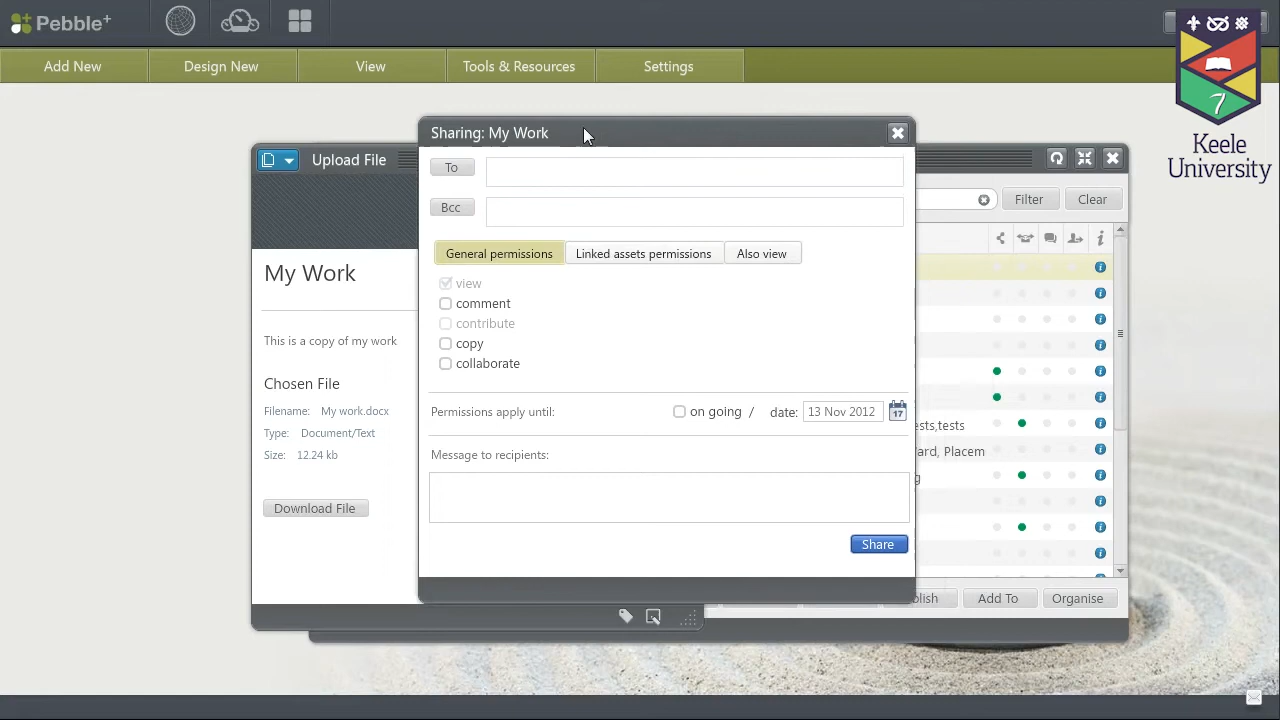 Pebble+
Add New
Design New
View
Tools & Resources
Settings
Keele
University
Sharing: My Work
Upload File
To
Bcc
Filter
Clear
General permissions
Linked assets permissions
Also view
My Work
view
comment
contribute
copy
collaborate
This is a copy of my work
Chosen File
Filename: My work.docx
Type: Document/Text
Size: 12.24 kb
Permissions apply until:
on going /
date:
13 Nov 2012
17
ests,tests
Placem
Message to recipients:
Download File
Share
blish
Add To
Organise